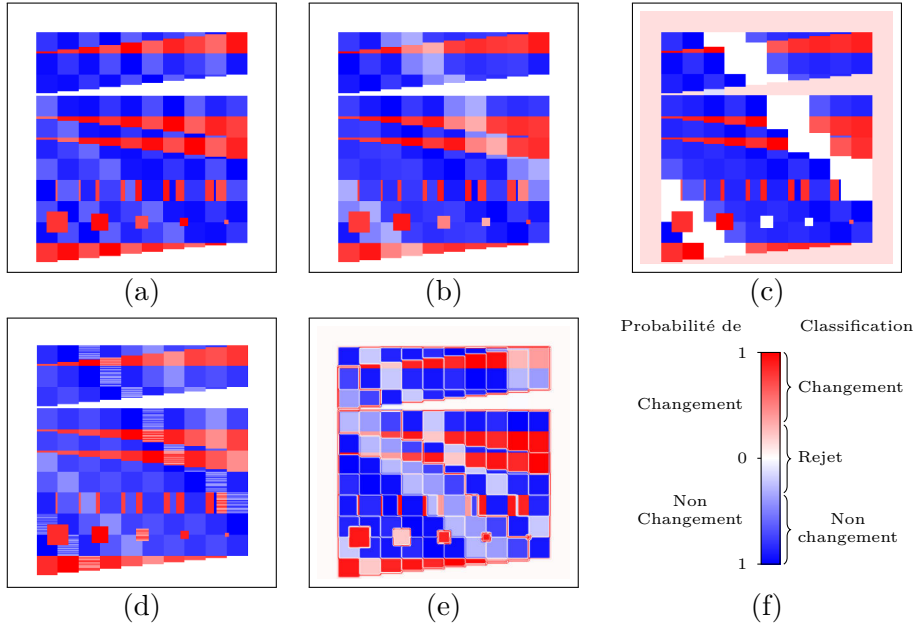 (a)
(b)
(c)
Probabilité de
Classification
1
Changement
Changement
0
Rejet
Non
Changement
Non
changement
1
(d)
(e)
(f)